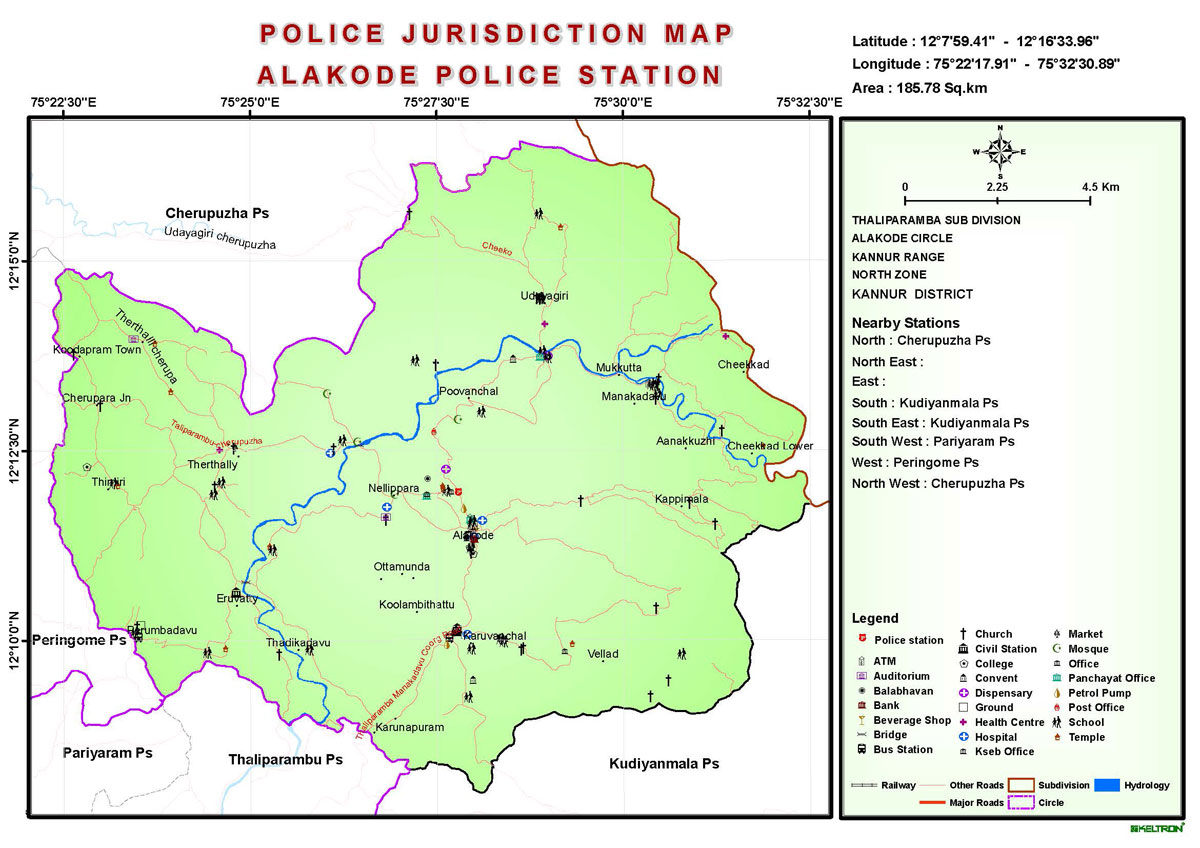 POLICE JURISDICTION MAP
ALAKODE POLICE STATION
Latitude : 12°7'59.41" - 12°16'33.96"
Longitude : 75°22'17.91" - 75°32'30.89"
Area : 185.78 Sq.km
75°22'30"E
75°25'0"E
75°27'30"E
75°30'0"E
75°32'30"E
12°15'0"N
12°12'30"N
12°10'0"N
Cherupuzha Ps
Udayagiri cherupuzha
Cheeko
Udayagiri
Therthalli cherupa
Koodapram Town
Mukkutta
Cheekkad
Cherupara Jn
Poovanchal
Manakadavu
Taliparambu-Cherupuzha
Aanakkuzhi
Cheekkad Lower
Therthally
Thimiri
Nellippara
Kappimala
Alakode
Ottamunda
Eruvatty
Koolambithattu
Perumbadavu
Peringome Ps
Thadikadavu
Karuvanchal
Vellad
Thaliparamba Manakadavu Coorg
Karunapuram
Pariyaram Ps
Thaliparambu Ps
Kudiyanmala Ps
N
W
E
S
0
2.25
4.5 Km
THALIPARAMBA SUB DIVISION
ALAKODE CIRCLE
KANNUR RANGE
NORTH ZONE
KANNUR DISTRICT
Nearby Stations
North : Cherupuzha Ps
North East :
East :
South : Kudiyanmala Ps
South East : Kudiyanmala Ps
South West : Pariyaram Ps
West : Peringome Ps
North West : Cherupuzha Ps
Legend
Police station
ATM
Auditorium
Balabhavan
Bank
Beverage Shop
Bridge
Bus Station
Church
Civil Station
College
Convent
Dispensary
Ground
Health Centre
Hospital
Kseb Office
Market
Mosque
Office
Panchayat Office
Petrol Pump
Post Office
School
Temple
Railway
Other Roads
Subdivision
Hydrology
Major Roads
Circle
KELTRON